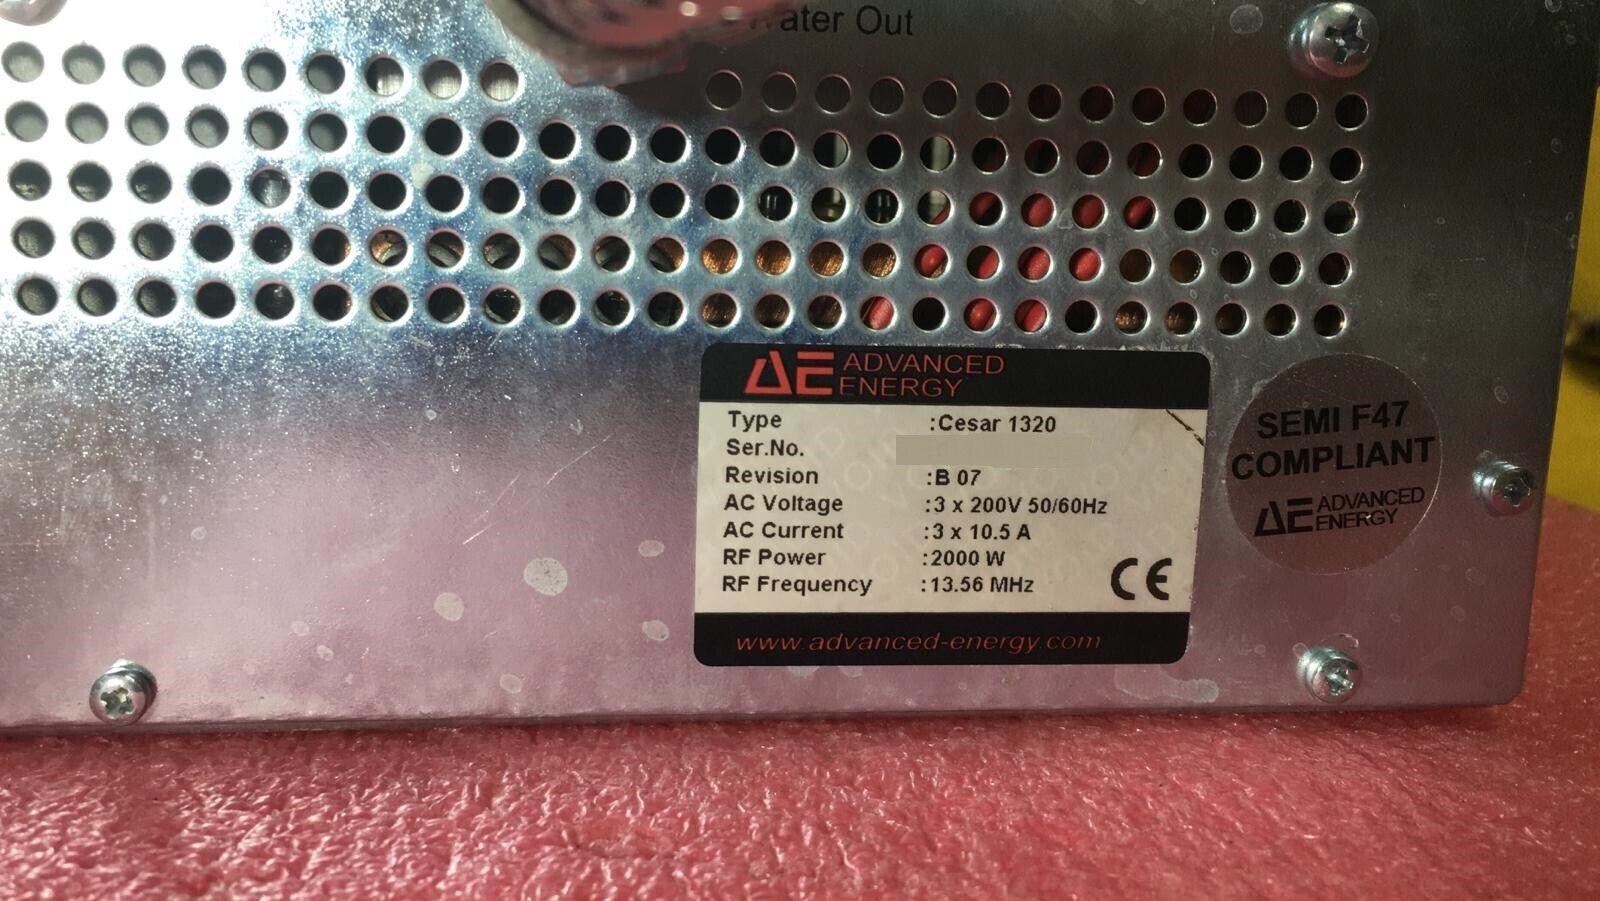 Water Out
AE ADVANCED
ENERGY
Type :Cesar 1320
Ser.No.
Revision :B 07
AC Voltage :3 x 200V 50/60Hz
AC Current :3 x 10.5 A
RF Power :2000 W
RF Frequency :13.56 MHz
CE
www.advanced-energy.com
SEMI F47
COMPLIANT
AE ADVANCED
ENERGY